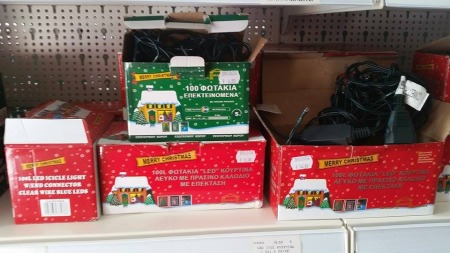 MERRY CHRISTMAS
100 ΦΩΤΑΚΙΑ
ΕΠΕΚΤΕΙΝΟΜΕΝΑ
MERRY CHRISTMAS
100L LED ICICLE LIGHT
W/END CONNECTOR
CLEAR WIRE BLUE LEDS
MERRY CHRISTMAS
100L ΦΩΤΑΚΙΑ "LED" ΚΟΥΡΤΙΝΑ
ΛΕΥΚΟ ΜΕ ΠΡΑΣΙΝΟ ΚΑΛΩΔΙΟ
ΜΕ ΕΠΕΚΤΑΣΗ
MERRY CHRISTMAS
100L ΦΩΤΑΚΙΑ "LED" ΚΟΥΡΤΙΝΑ
ΛΕΥΚΟ ΜΕ ΠΡΑΣΙΝΟ ΚΑΛΩΔΙΟ
ΜΕ ΕΠΕΚΤΑΣΗ